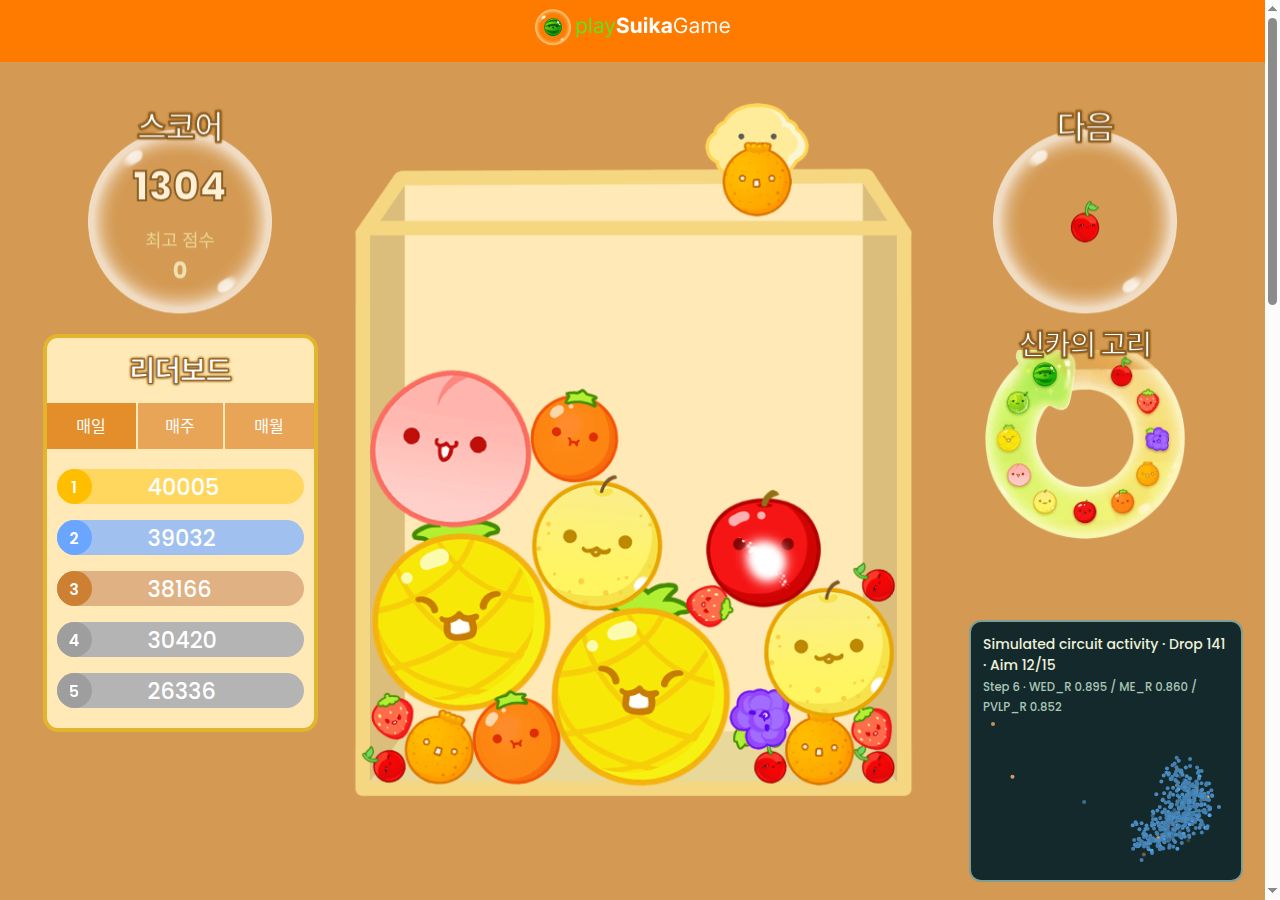 playSuikaGame
스코어
1304
최고 점수
0
리더보드
매일
매주
매월
1 40005
2 39032
3 38166
4 30420
5 26336
다음
신카의 고리
Simulated circuit activity · Drop 141
· Aim 12/15
Step 6 · WED_R 0.895 / ME_R 0.860 /
PVLP_R 0.852